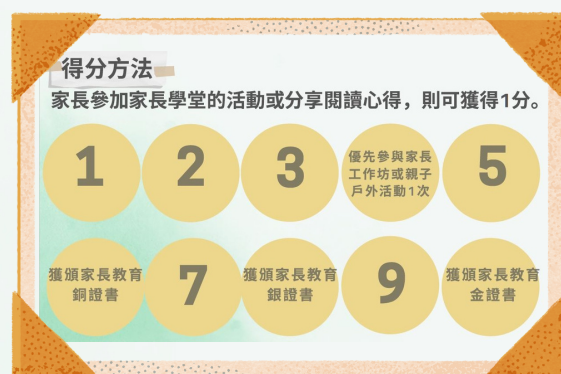 得分方法
家長參加家長學堂的活動或分享閱讀心得，則可獲得1分。
1
2
3
優先參與家長
工作坊或親子
戶外活動1次
5
獲頒家長教育
銅證書
7
獲頒家長教育
銀證書
9
獲頒家長教育
金證書